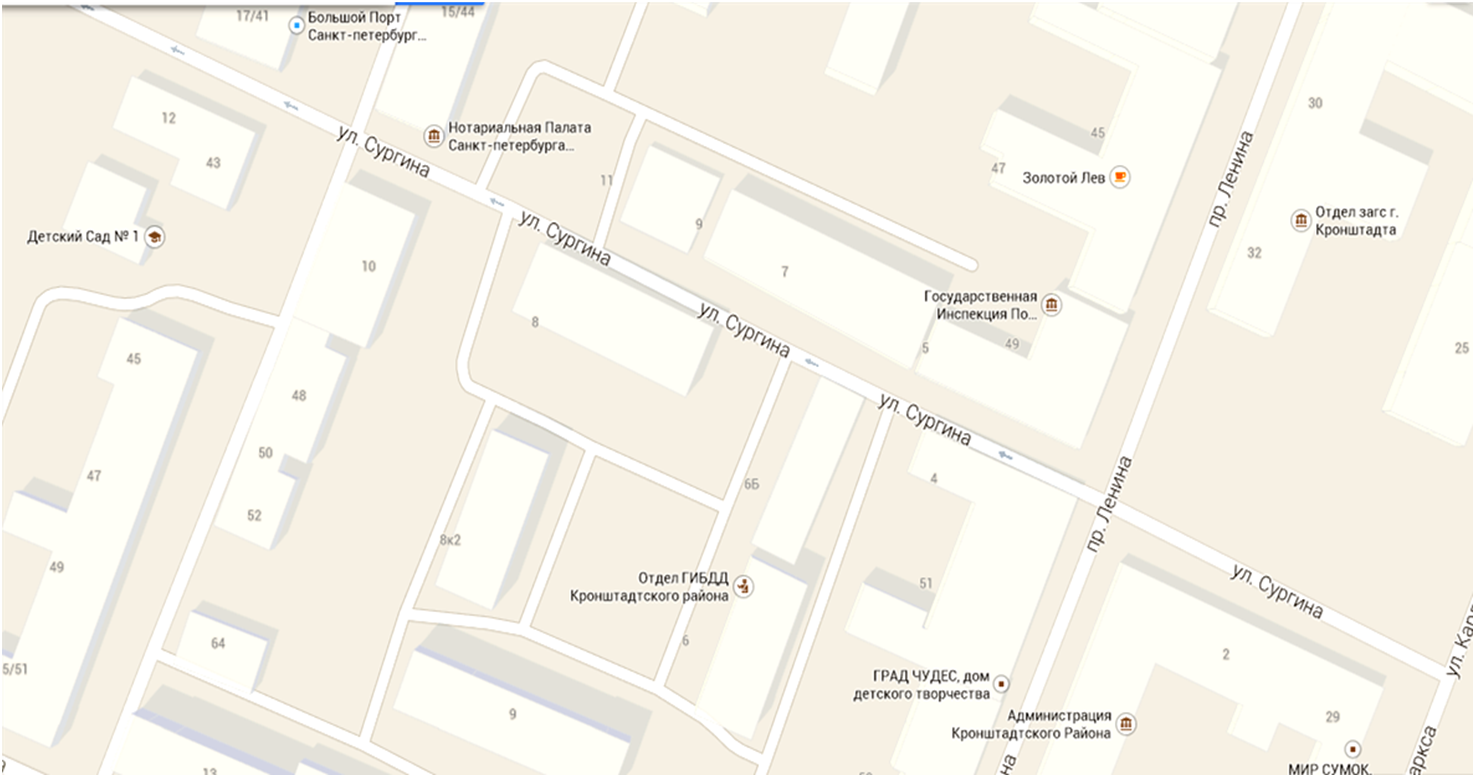 17/41
Большой Порт
Санкт-петербург...
15/44
12
43
ул. Сургина
Нотариальная Палата
Санкт-петербурга...
11
9
45
47
Золотой Лев
пр. Ленина
30
Отдел загс г.
Кронштадта
32
25
Детский Сад № 1
10
ул. Сургина
7
8
ул. Сургина
Государственная
Инспекция По...
49
5
45
48
50
47
52
49
ул. Сургина
4
6Б
пр. Ленина
8к2
Отдел ГИБДД
Кронштадтского района
51
ул. Сургина
64
5/51
6
2
ГРАД ЧУДЕС, дом
детского творчества
9
Администрация
Кронштадтского Района
29
МИР СУМОК,
13
на
аркса